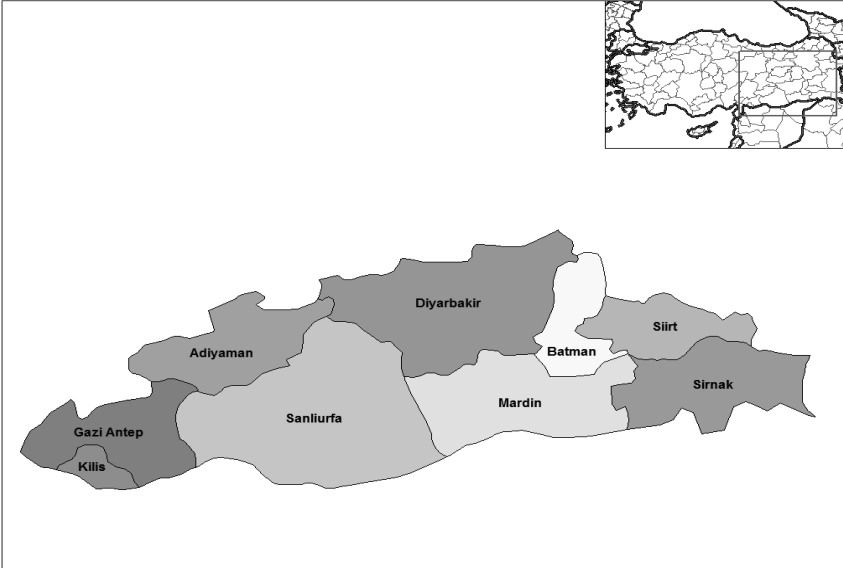 Diyarbakir
Siirt
Adiyaman
Batman
Sirnak
Mardin
Sanliurfa
Gazi Antep
Kilis